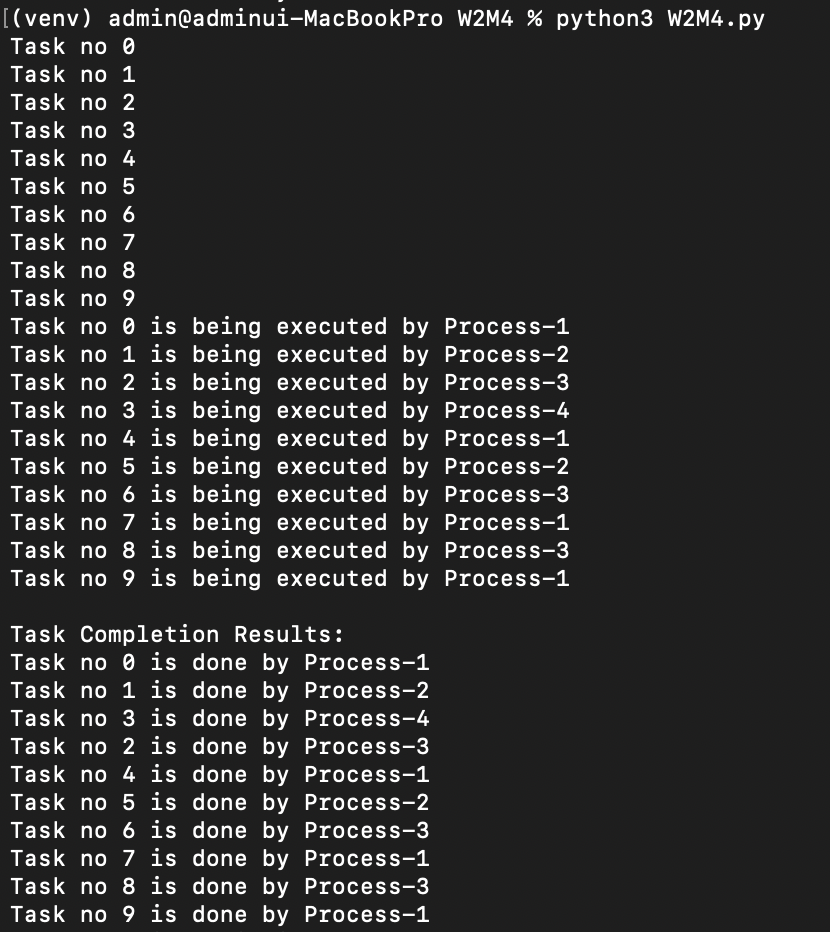 [(venv) admin@adminui-MacBookPro W2M4 % python3 W2M4.py
Task no 0
Task no 1
Task no 2
Task no 3
Task no 4
Task no 5
Task no 6
Task no 7
Task no 8
Task no 9
Task no 0 is being executed by Process-1
Task no 1 is being executed by Process-2
Task no 2 is being executed by Process-3
Task no 3 is being executed by Process-4
Task no 4 is being executed by Process-1
Task no 5 is being executed by Process-2
Task no 6 is being executed by Process-3
Task no 7 is being executed by Process-1
Task no 8 is being executed by Process-3
Task no 9 is being executed by Process-1

Task Completion Results:
Task no 0 is done by Process-1
Task no 1 is done by Process-2
Task no 3 is done by Process-4
Task no 2 is done by Process-3
Task no 4 is done by Process-1
Task no 5 is done by Process-2
Task no 6 is done by Process-3
Task no 7 is done by Process-1
Task no 8 is done by Process-3
Task no 9 is done by Process-1